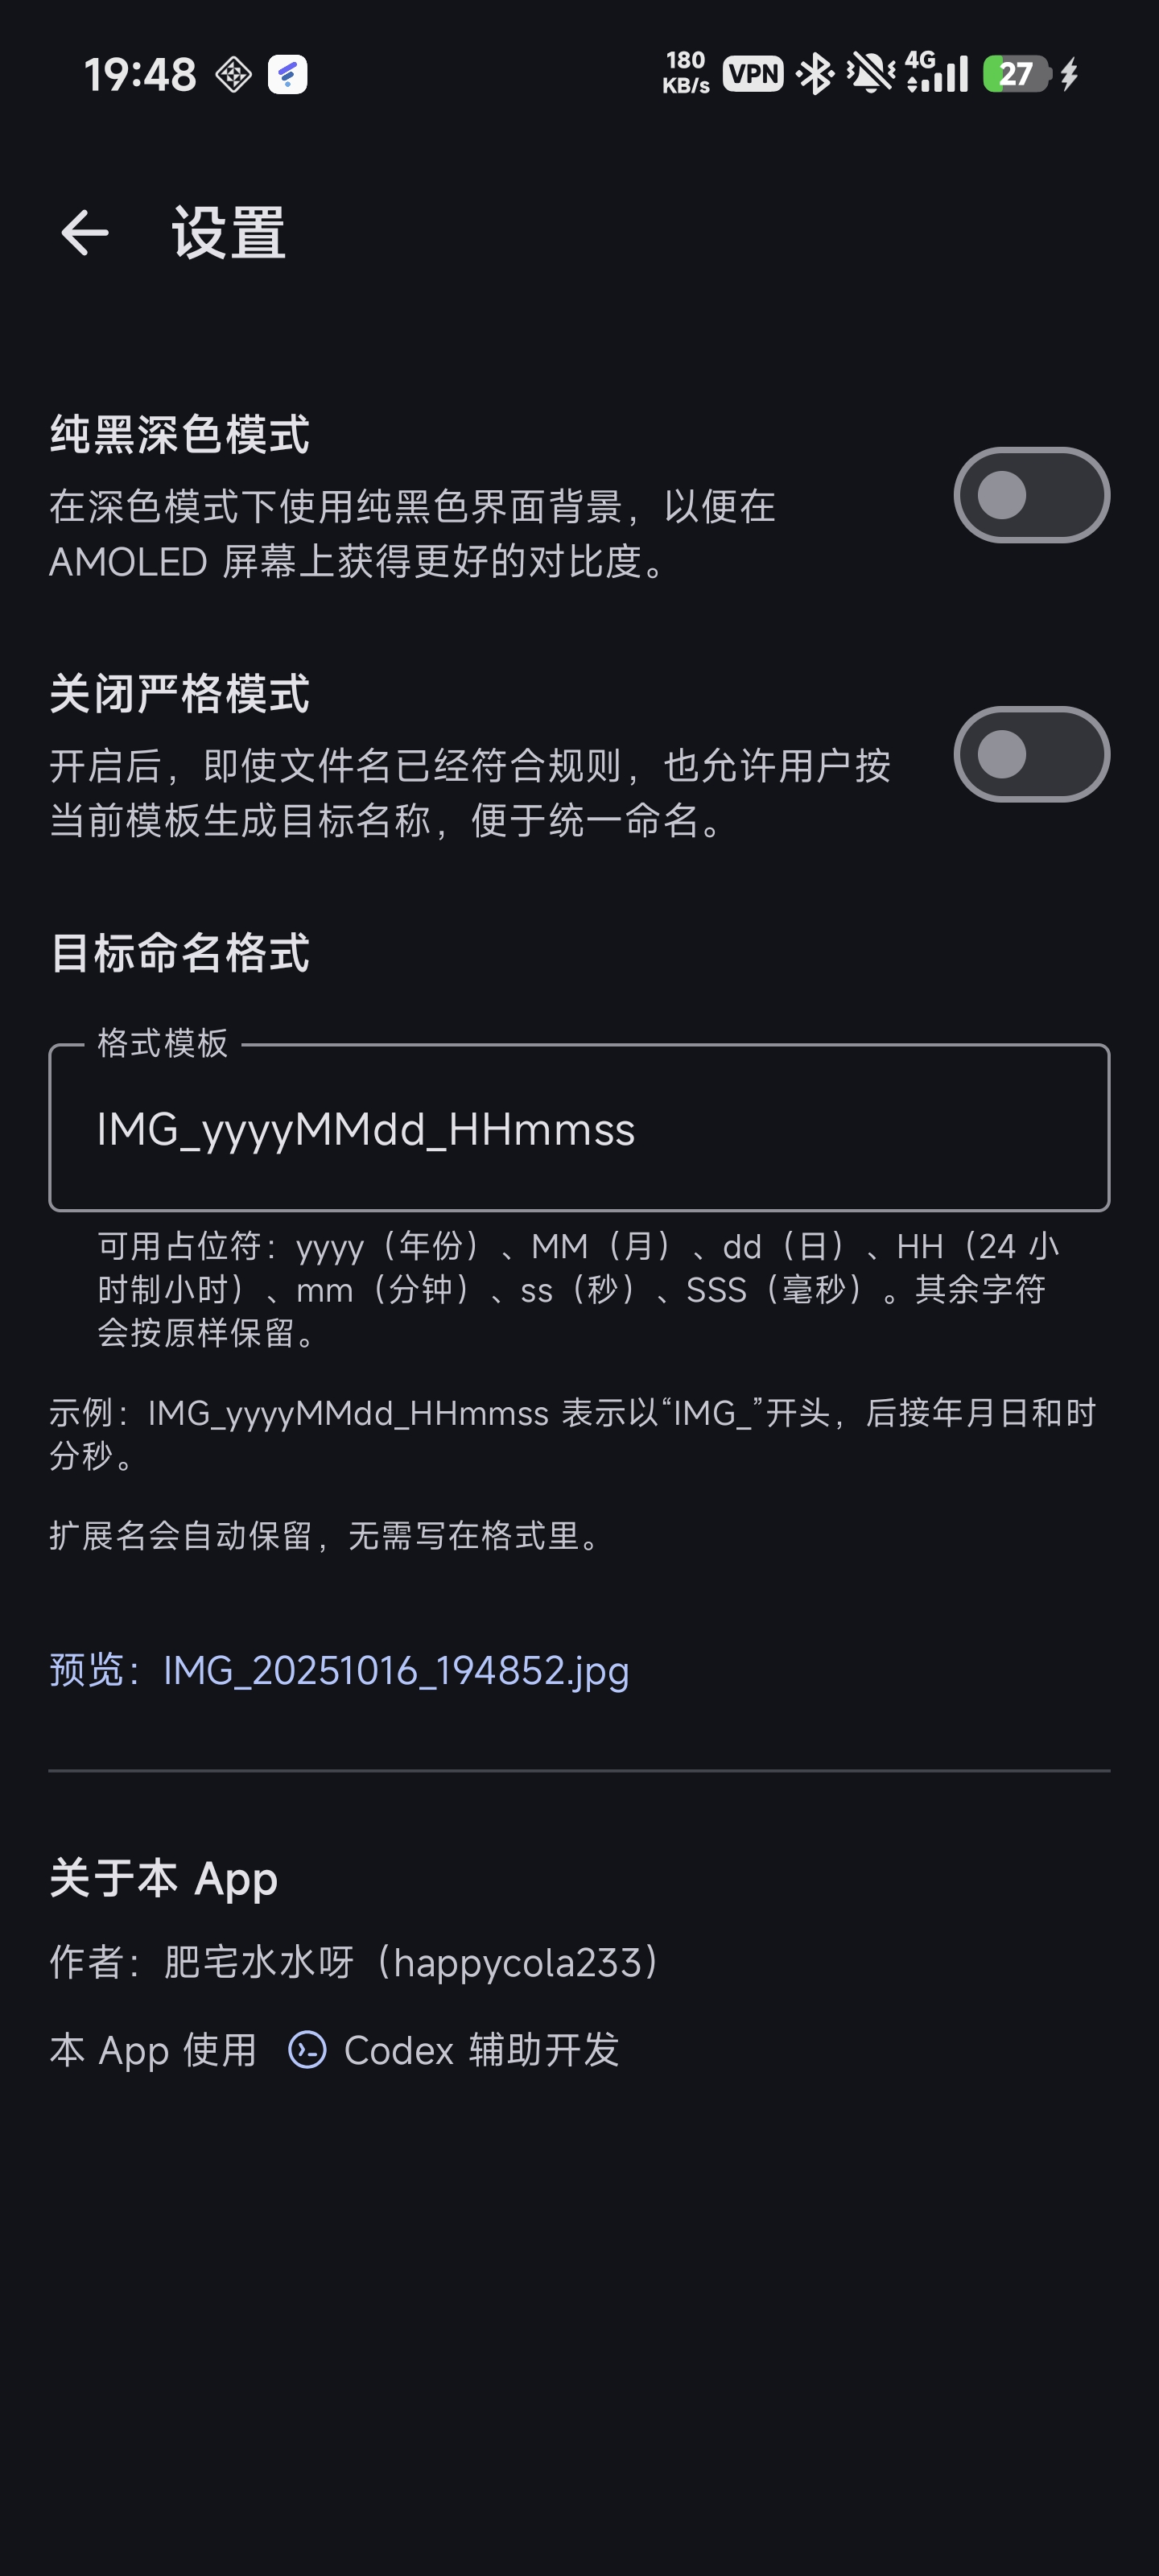 19:48
180
KB/s
VPN
4G
27
设置
纯黑深色模式
在深色模式下使用纯黑色界面背景，以便在
AMOLED 屏幕上获得更好的对比度。
关闭严格模式
开启后，即使文件名已经符合规则，也允许用户按
当前模板生成目标名称，便于统一命名。
目标命名格式
格式模板
IMG_yyyyMMdd_HHmmss
可用占位符：yyyy（年份）、MM（月）、dd（日）、HH（24 小
时制小时）、mm（分钟）、ss（秒）、SSS（毫秒）。其余字符
会按原样保留。
示例：IMG_yyyyMMdd_HHmmss 表示以“IMG_”开头，后接年月日和时
分秒。
扩展名会自动保留，无需写在格式里。
预览：IMG_20251016_194852.jpg
关于本 App
作者：肥宅水水呀（happycola233）
本 App 使用 Codex 辅助开发